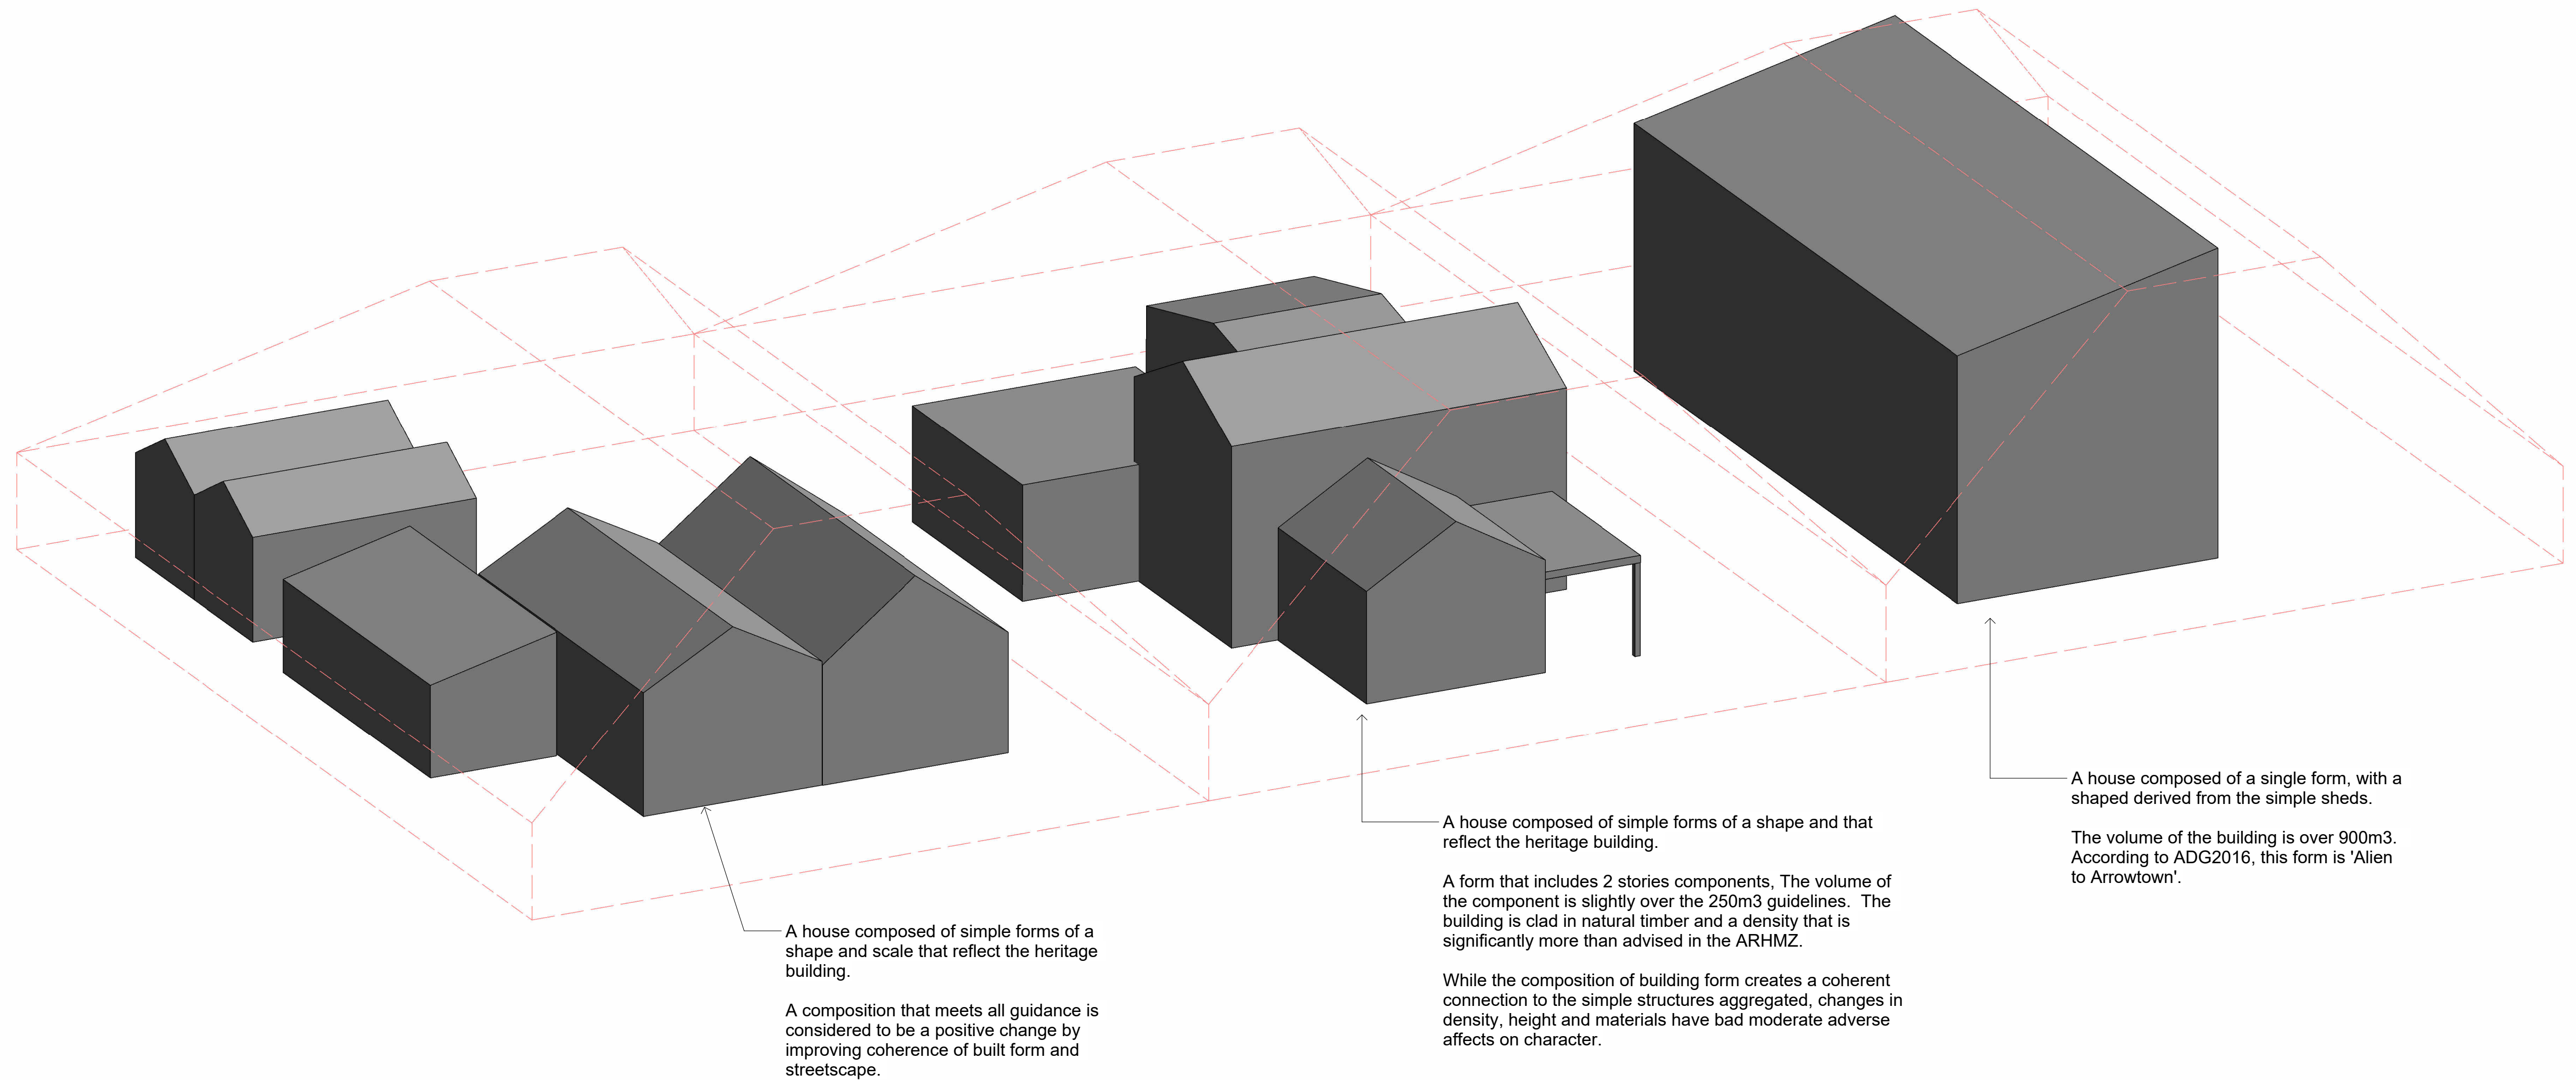 A house composed of simple forms of a
shape and scale that reflect the heritage
building.
A composition that meets all guidance is
considered to be a positive change by
improving coherence of built form and
streetscape.
A house composed of simple forms of a shape and that
reflect the heritage building.
A form that includes 2 stories components, The volume of
the component is slightly over the 250m3 guidelines.  The
building is clad in natural timber and a density that is
significantly more than advised in the ARHMZ.
While the composition of building form creates a coherent
connection to the simple structures aggregated, changes in
density, height and materials have bad moderate adverse
affects on character.
A house composed of a single form, with a
shaped derived from the simple sheds.
The volume of the building is over 900m3.
According to ADG2016, this form is 'Alien
to Arrowtown'.